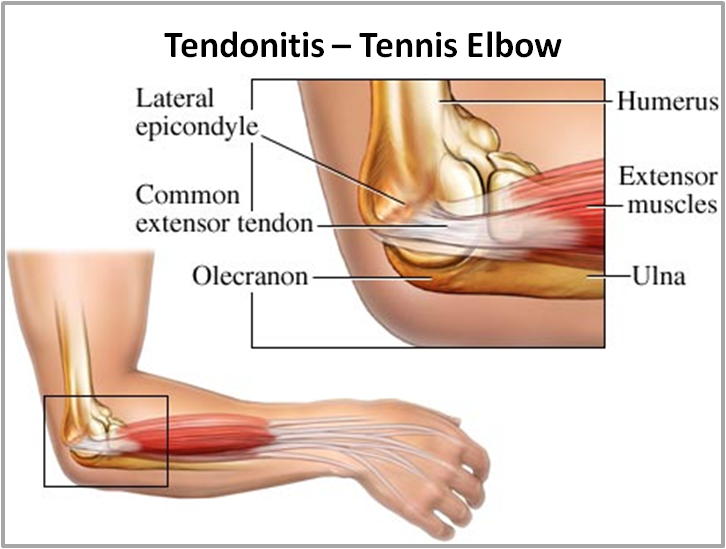 Tendonitis – Tennis Elbow
Lateral
epicondyle
Humerus
Common
extensor tendon
Extensor
muscles
Olecranon
Ulna